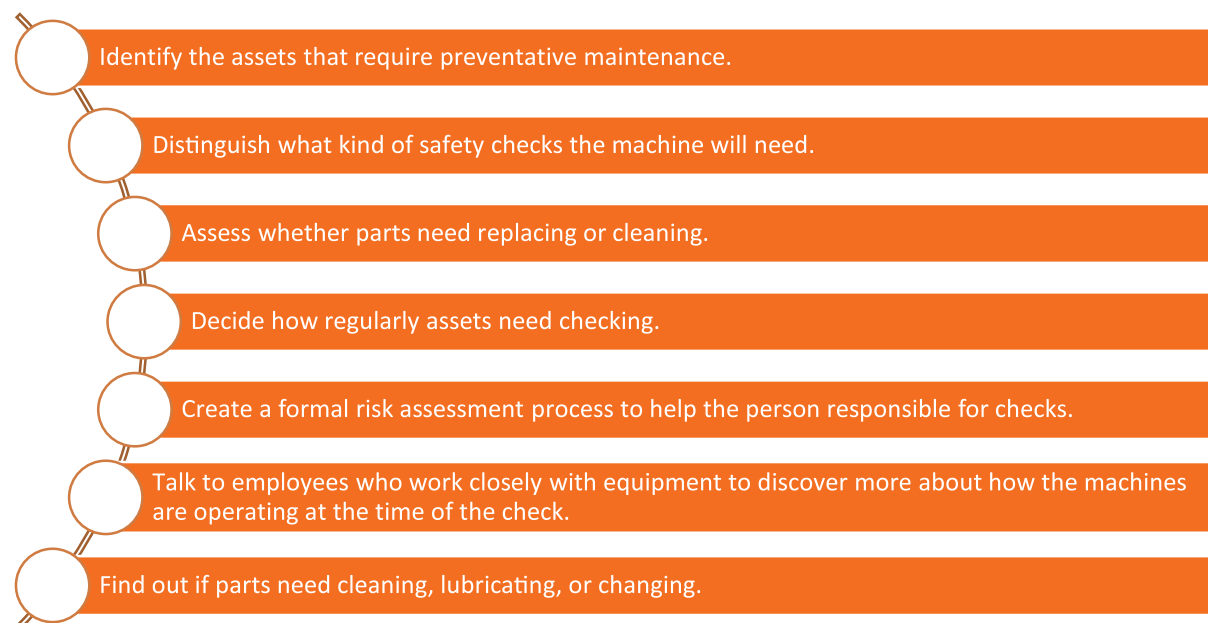 Identify the assets that require preventative maintenance.
Distinguish what kind of safety checks the machine will need.
Assess whether parts need replacing or cleaning.
Decide how regularly assets need checking.
Create a formal risk assessment process to help the person responsible for checks.
Talk to employees who work closely with equipment to discover more about how the machines
are operating at the time of the check.
Find out if parts need cleaning, lubricating, or changing.